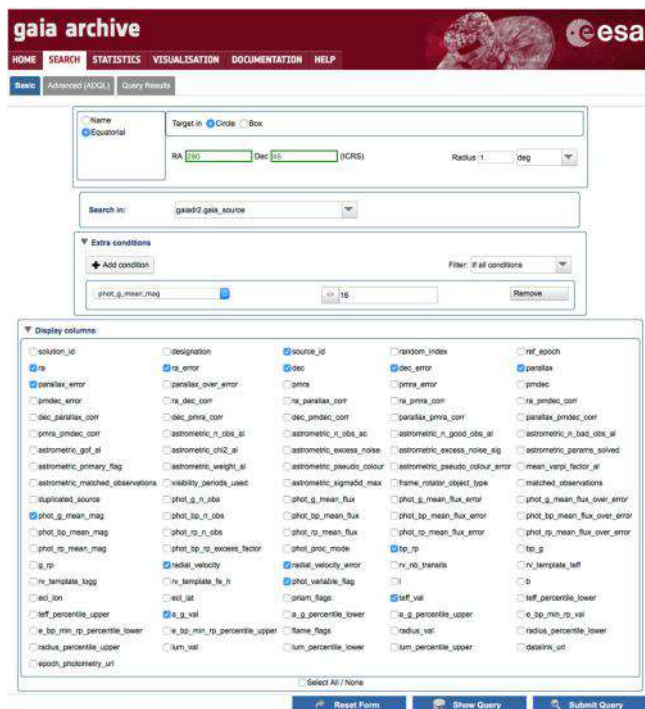 gaia archive
esa
HOME SEARCH STATISTICS VISUALISATION DOCUMENTATION HELP
Basic Advanced (ADQL) Query Results
Name
Equatorial
Target in Circle Box
RA 290 Dec 45 (ICRS) Radius 1 deg
Search in: gaiadr2.gaia_source
Extra conditions
Add condition Filter: If all conditions
phot_g_mean_mag 16 Remove
Display columns
solution_id designation source_id random_index ref_epoch
ra ra_error dec dec_error parallax
parallax_error parallax_over_error pmra pmra_error pmdec
pmdec_error ra_dec_corr ra_parallax_corr ra_pmra_corr ra_pmdec_corr
dec_parallax_corr dec_pmra_corr dec_pmdec_corr parallax_pmra_corr parallax_pmdec_corr
pmra_pmdec_corr astrometric_n_obs_al astrometric_n_obs_ac astrometric_n_good_obs_al astrometric_n_bad_obs_al
astrometric_gof_al astrometric_chi2_al astrometric_excess_noise astrometric_excess_noise_sig astrometric_params_solved
astrometric_primary_flag astrometric_weight_al astrometric_pseudo_colour astrometric_pseudo_colour_error mean_varpi_factor_al
astrometric_matched_observations visibility_periods_used astrometric_sigma5d_max frame_rotator_object_type matched_observations
duplicated_source phot_g_n_obs phot_g_mean_flux phot_g_mean_flux_error phot_g_mean_flux_over_error
phot_g_mean_mag phot_bp_n_obs phot_bp_mean_flux phot_bp_mean_flux_error phot_bp_mean_flux_over_error
phot_bp_mean_mag phot_rp_n_obs phot_rp_mean_flux phot_rp_mean_flux_error phot_rp_mean_flux_over_error
phot_rp_mean_mag phot_bp_rp_excess_factor phot_proc_mode bp_rp bp_g
g_rp radial_velocity radial_velocity_error rv_nb_transits rv_template_teff
rv_template_logg rv_template_fe_h phot_variable_flag l b
ecl_lon ecl_lat priam_flags teff_val teff_percentile_lower
teff_percentile_upper a_g_val a_g_percentile_lower a_g_percentile_upper e_bp_min_rp_val
e_bp_min_rp_percentile_lower e_bp_min_rp_percentile_upper flame_flags radius_val radius_percentile_lower
radius_percentile_upper lum_val lum_percentile_lower lum_percentile_upper datalink_url
epoch_photometry_url
Select All / None
Reset Form Show Query Submit Query